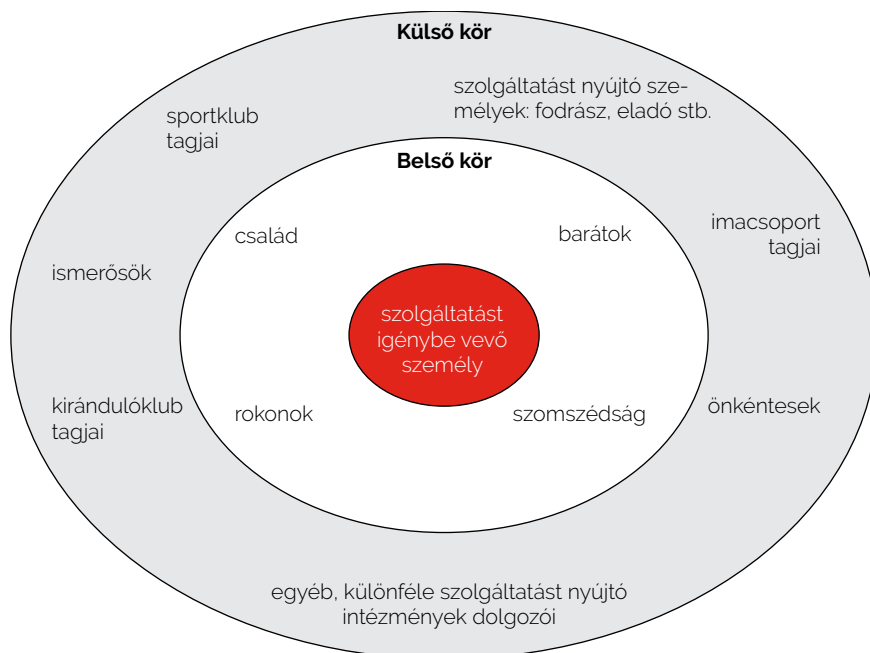 Külső kör
szolgáltatást nyújtó sze-
mélyek: fodrász, eladó stb.
sportklub
tagjai
Belső kör
család
barátok
imacsoport
tagjai
ismerősök
szolgáltatást
igénybe vevő
személy
kirándulóklub
tagjai
rokonok
szomszédság
önkéntesek
egyéb, különféle szolgáltatást nyújtó
intézmények dolgozói